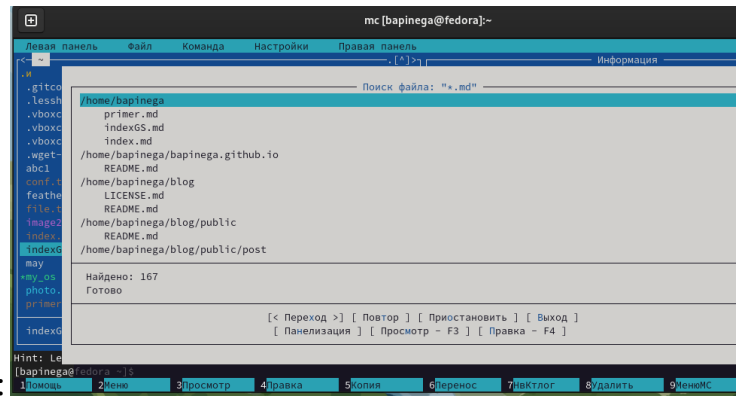 mc [bapinega@fedora]:~
Левая панель Файл Команда Настройки Правая панель
<- ~ .[^]> Информация
.и
.gitco
.lessh
.vboxc
.vboxc
.vboxc
.wget-
abc1
conf.t
feathe
file.t
image2
index.
indexG
may
*my_os
photo.
primer
indexG
Поиск файла: "*.md"
/home/bapinega
primer.md
indexGS.md
index.md
/home/bapinega/bapinega.github.io
README.md
/home/bapinega/blog
LICENSE.md
README.md
/home/bapinega/blog/public
README.md
/home/bapinega/blog/public/post
Найдено: 167
Готово
[< Переход >] [ Повтор ] [ Приостановить ] [ Выход ]
[ Панелизация ] [ Просмотр - F3 ] [ Правка - F4 ]
Hint: Le
[bapinega@fedora ~]$
1Помощь 2Меню 3Просмотр 4Правка 5Копия 6Перенос 7НвКтлог 8Удалить 9МенюМС